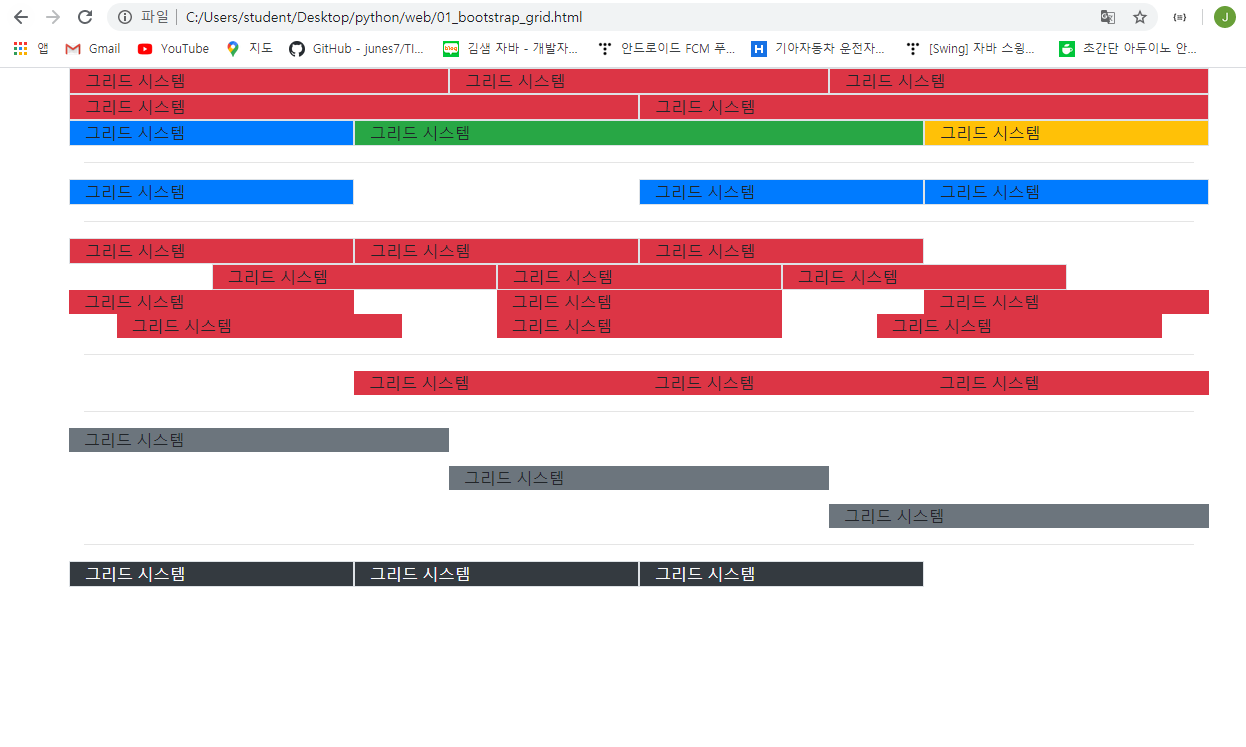 파일 C:/Users/student/Desktop/python/web/01_bootstrap_grid.html J
앱 Gmail YouTube 지도 GitHub - junes7/TI... 김샘 자바 - 개발자... 안드로이드 FCM 푸... H 기아자동차 운전자... [Swing] 자바 스윙... 초간단 아두이노 안...
그리드 시스템 그리드 시스템 그리드 시스템
그리드 시스템 그리드 시스템
그리드 시스템 그리드 시스템 그리드 시스템
그리드 시스템 그리드 시스템 그리드 시스템
그리드 시스템 그리드 시스템 그리드 시스템
그리드 시스템 그리드 시스템 그리드 시스템
그리드 시스템 그리드 시스템 그리드 시스템
그리드 시스템 그리드 시스템 그리드 시스템
그리드 시스템 그리드 시스템 그리드 시스템
그리드 시스템
그리드 시스템
그리드 시스템
그리드 시스템 그리드 시스템 그리드 시스템